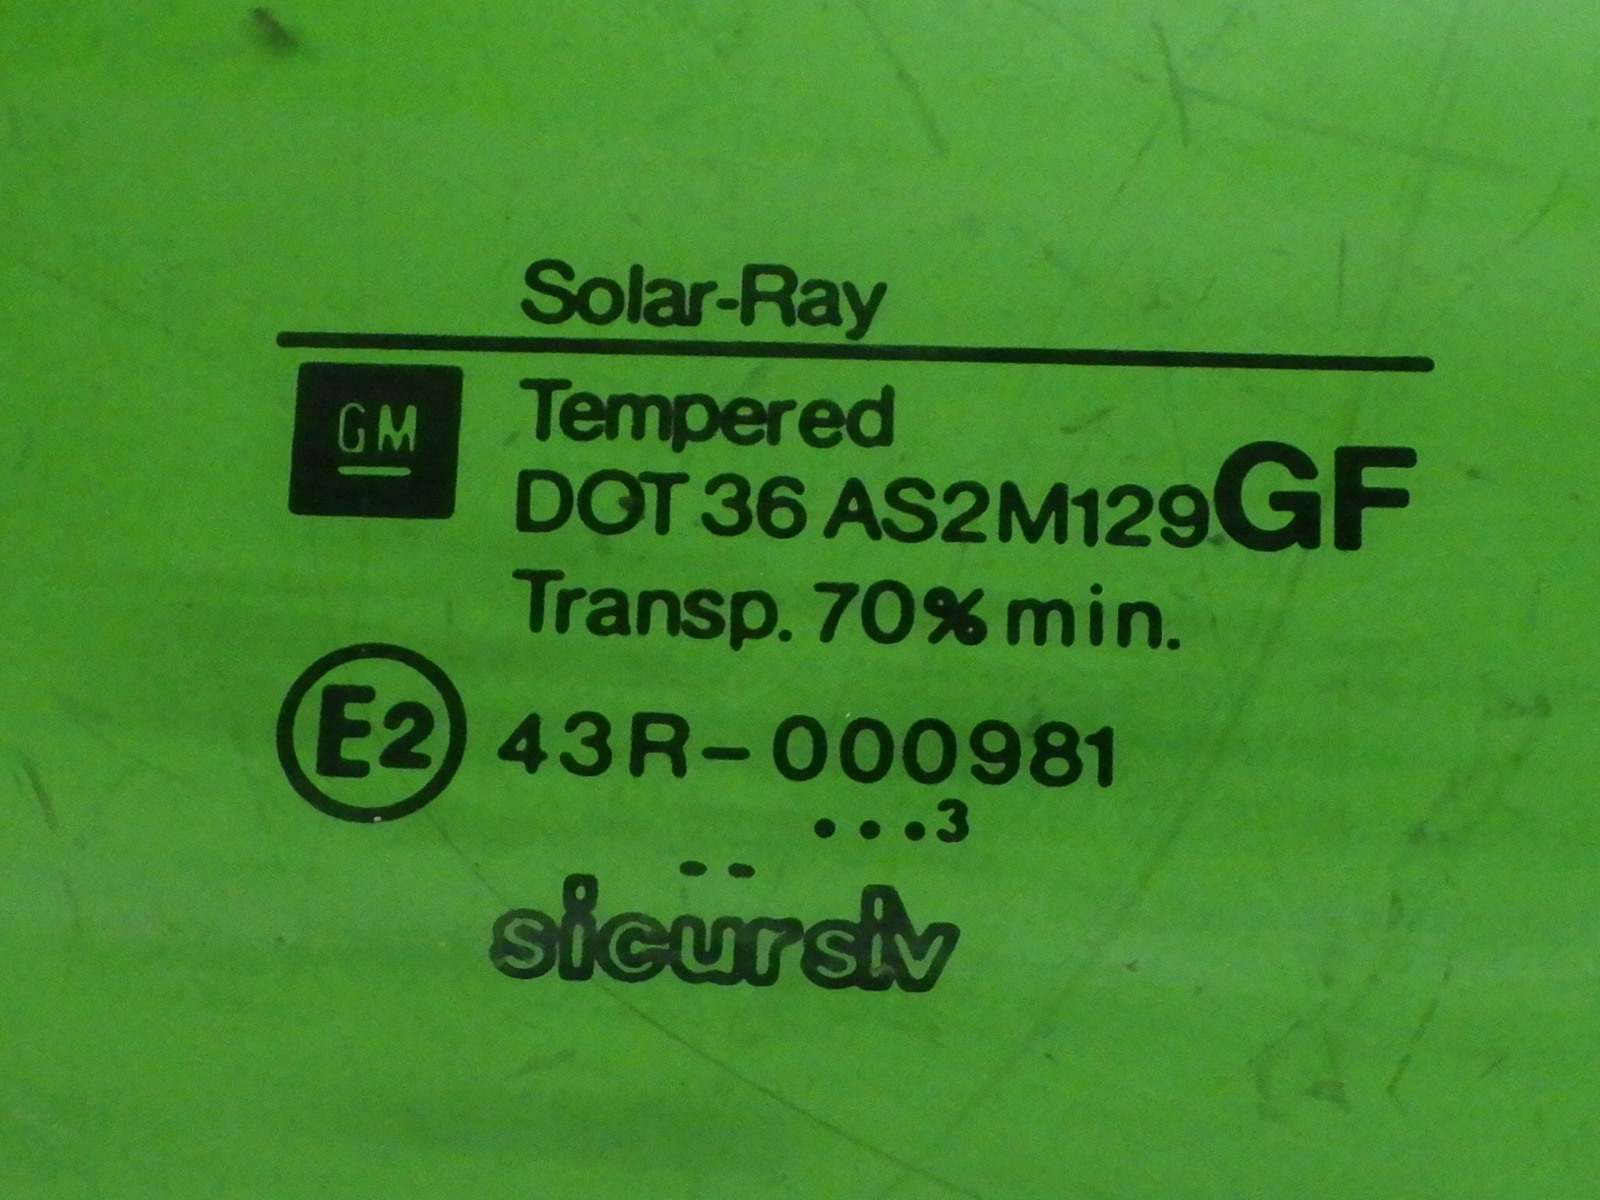 Solar-Ray
GM
Tempered
DOT 36 AS2M129GF
Transp. 70% min.
E2 43R-000981
...3
..
sicursiv